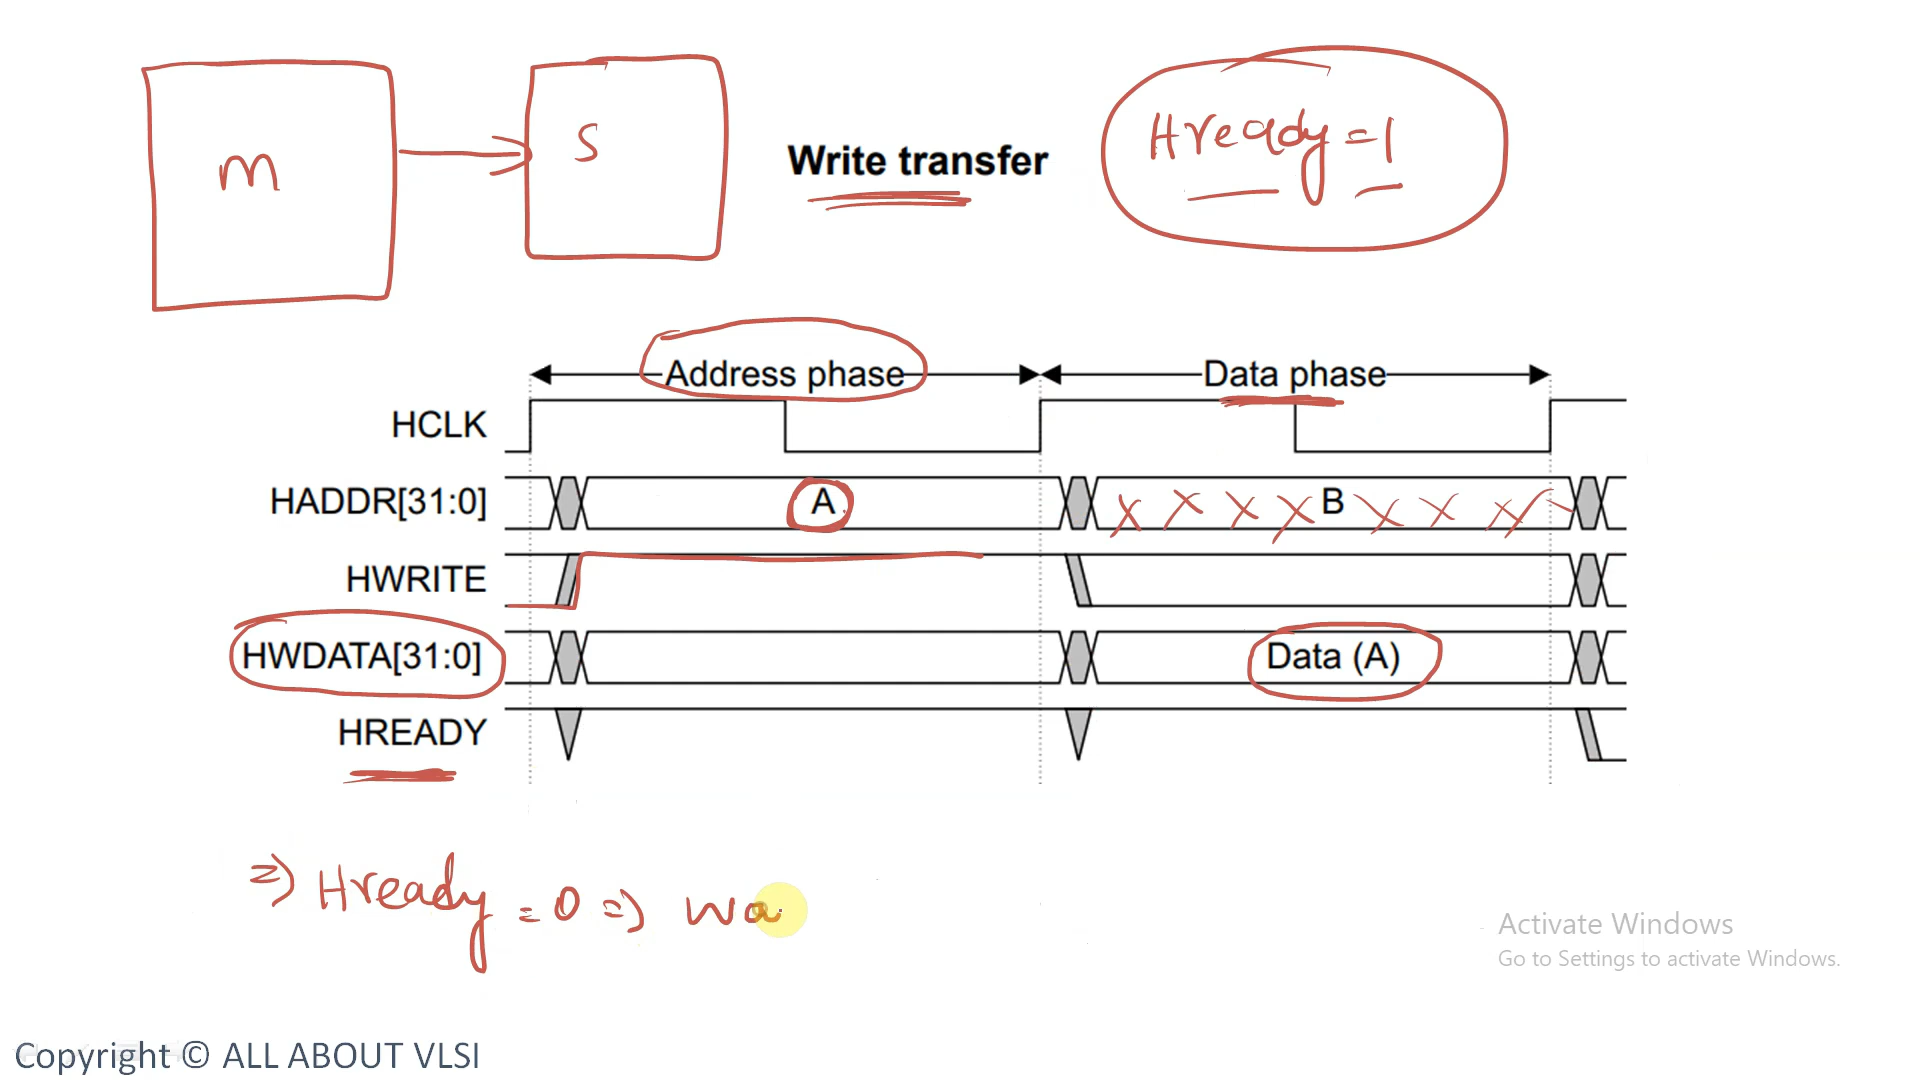 m
S
Write transfer
Hready = 1
Address phase
Data phase
HCLK
HADDR[31:0]
A
X X X X B X X X
HWRITE
HWDATA[31:0]
Data (A)
HREADY
=) Hready = 0 =) wa
Activate Windows
Go to Settings to activate Windows.
Copyright © ALL ABOUT VLSI